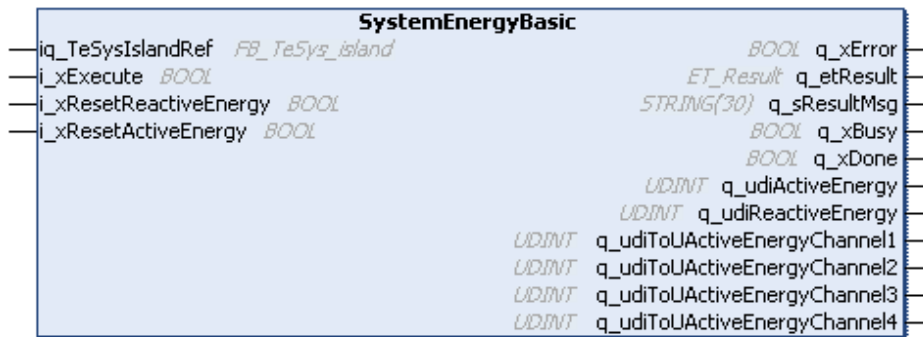 SystemEnergyBasic
iq_TeSysIslandRef FB_TeSys_island BOOL q_xError
i_xExecute BOOL ET_Result q_etResult
i_xResetReactiveEnergy BOOL STRING(30) q_sResultMsg
i_xResetActiveEnergy BOOL BOOL q_xBusy
BOOL q_xDone
UDINT q_udiActiveEnergy
UDINT q_udiReactiveEnergy
UDINT q_udiToUActiveEnergyChannel1
UDINT q_udiToUActiveEnergyChannel2
UDINT q_udiToUActiveEnergyChannel3
UDINT q_udiToUActiveEnergyChannel4